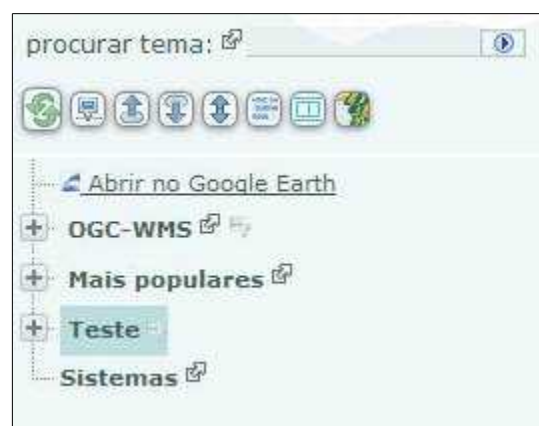 procurar tema:
Abrir no Google Earth
OGC-WMS
Mais populares
Teste
Sistemas